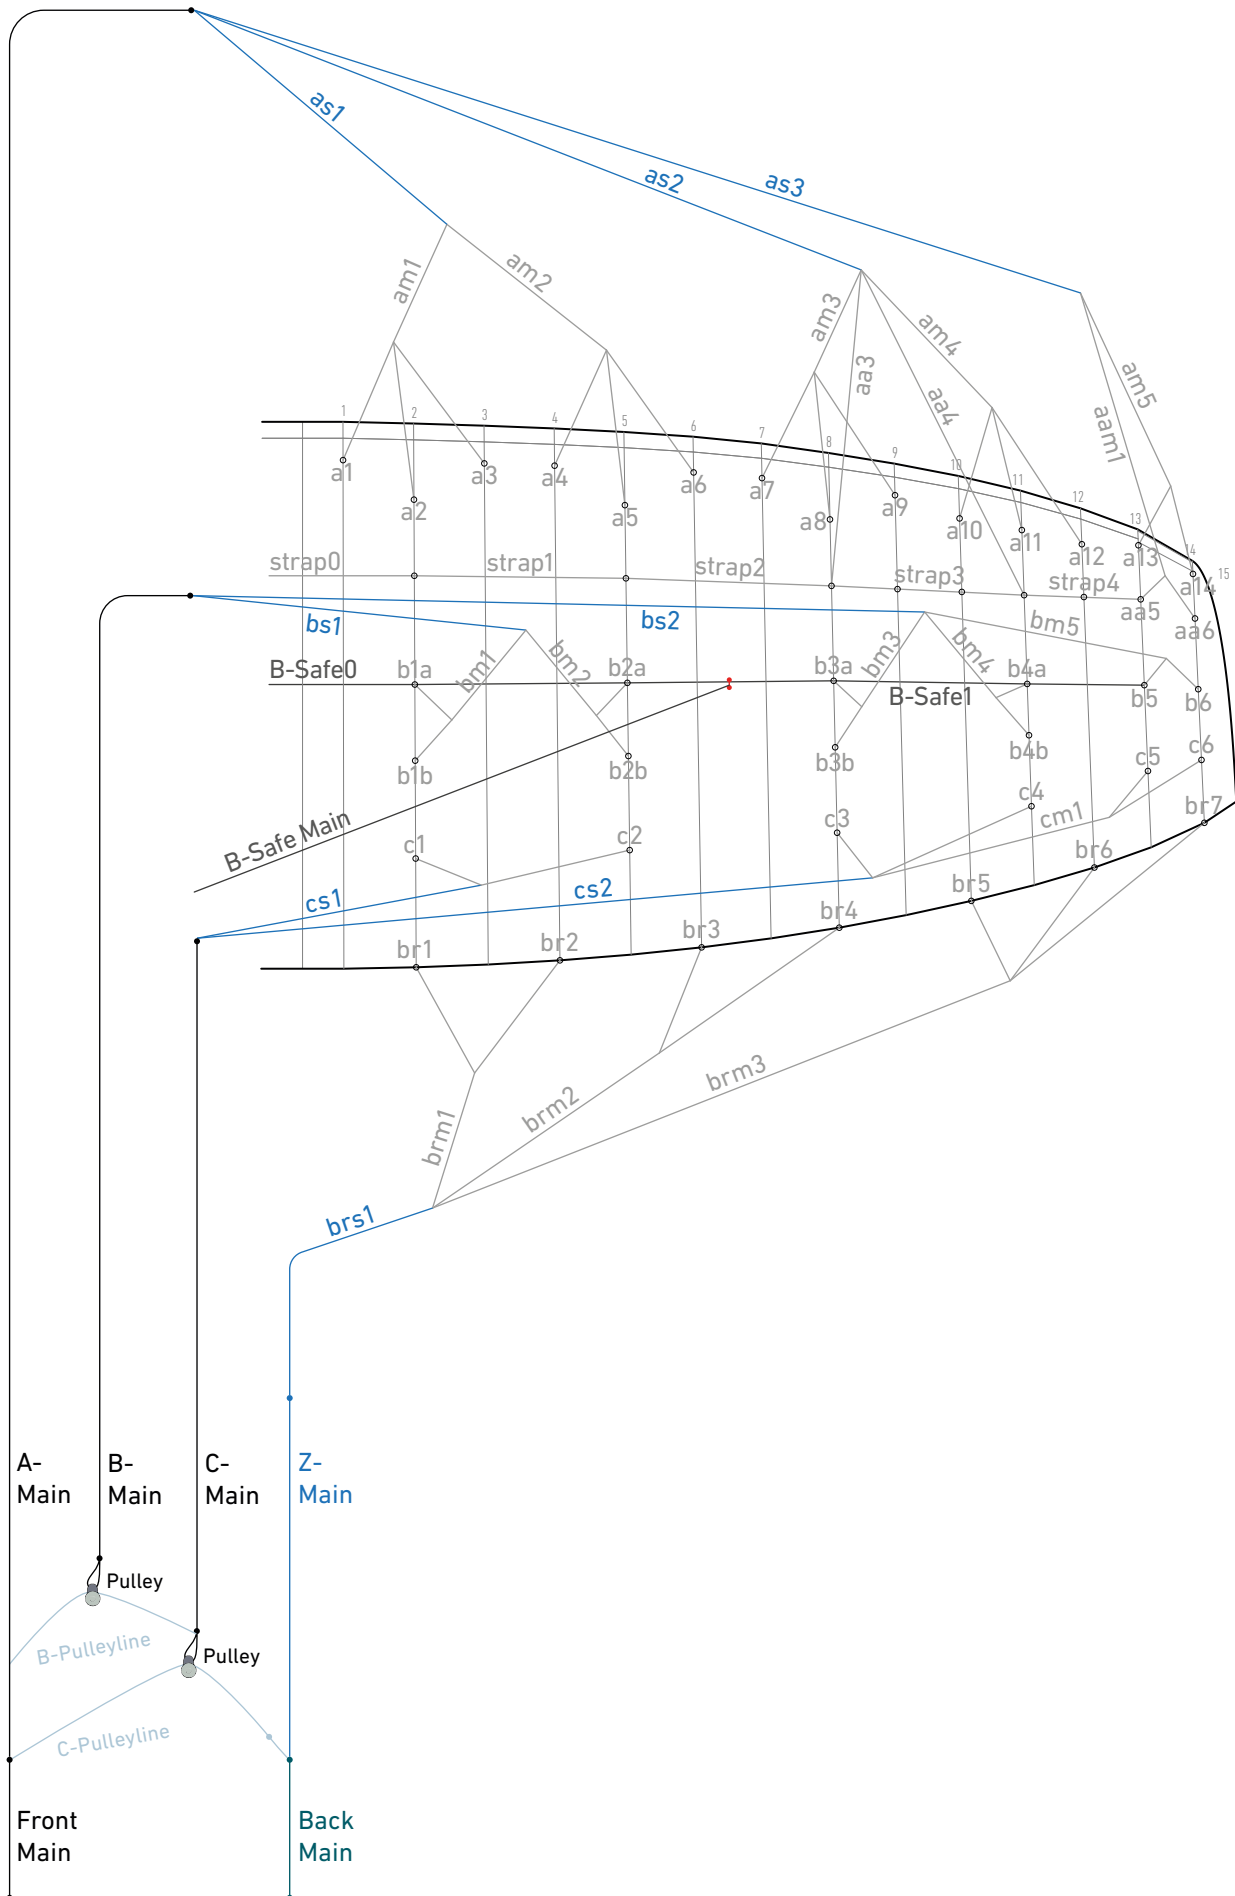 as1
as2
as3
am1
am2
am3
aa3
am4
aa4
am5
aam1
1
2
3
4
5
6
7
8
9
10
11
12
13
14
15
a1
a2
a3
a4
a5
a6
a7
a8
a9
a10
a11
a12
a13
a14
strap0
strap1
strap2
strap3
strap4
aa5
aa6
bs1
bs2
bm5
B-Safe0
b1a
bm1
bm2
b2a
b3a
bm3
bm4
b4a
B-Safe1
b5
b6
b1b
b2b
b3b
b4b
c5
c6
B-Safe Main
c1
c2
c3
c4
cm1
br7
cs1
cs2
br6
br5
br4
br3
br2
br1
brm1
brm2
brm3
brs1
A-
Main
B-
Main
C-
Main
Z-
Main
Pulley
B-Pulleyline
Pulley
C-Pulleyline
Front
Main
Back
Main